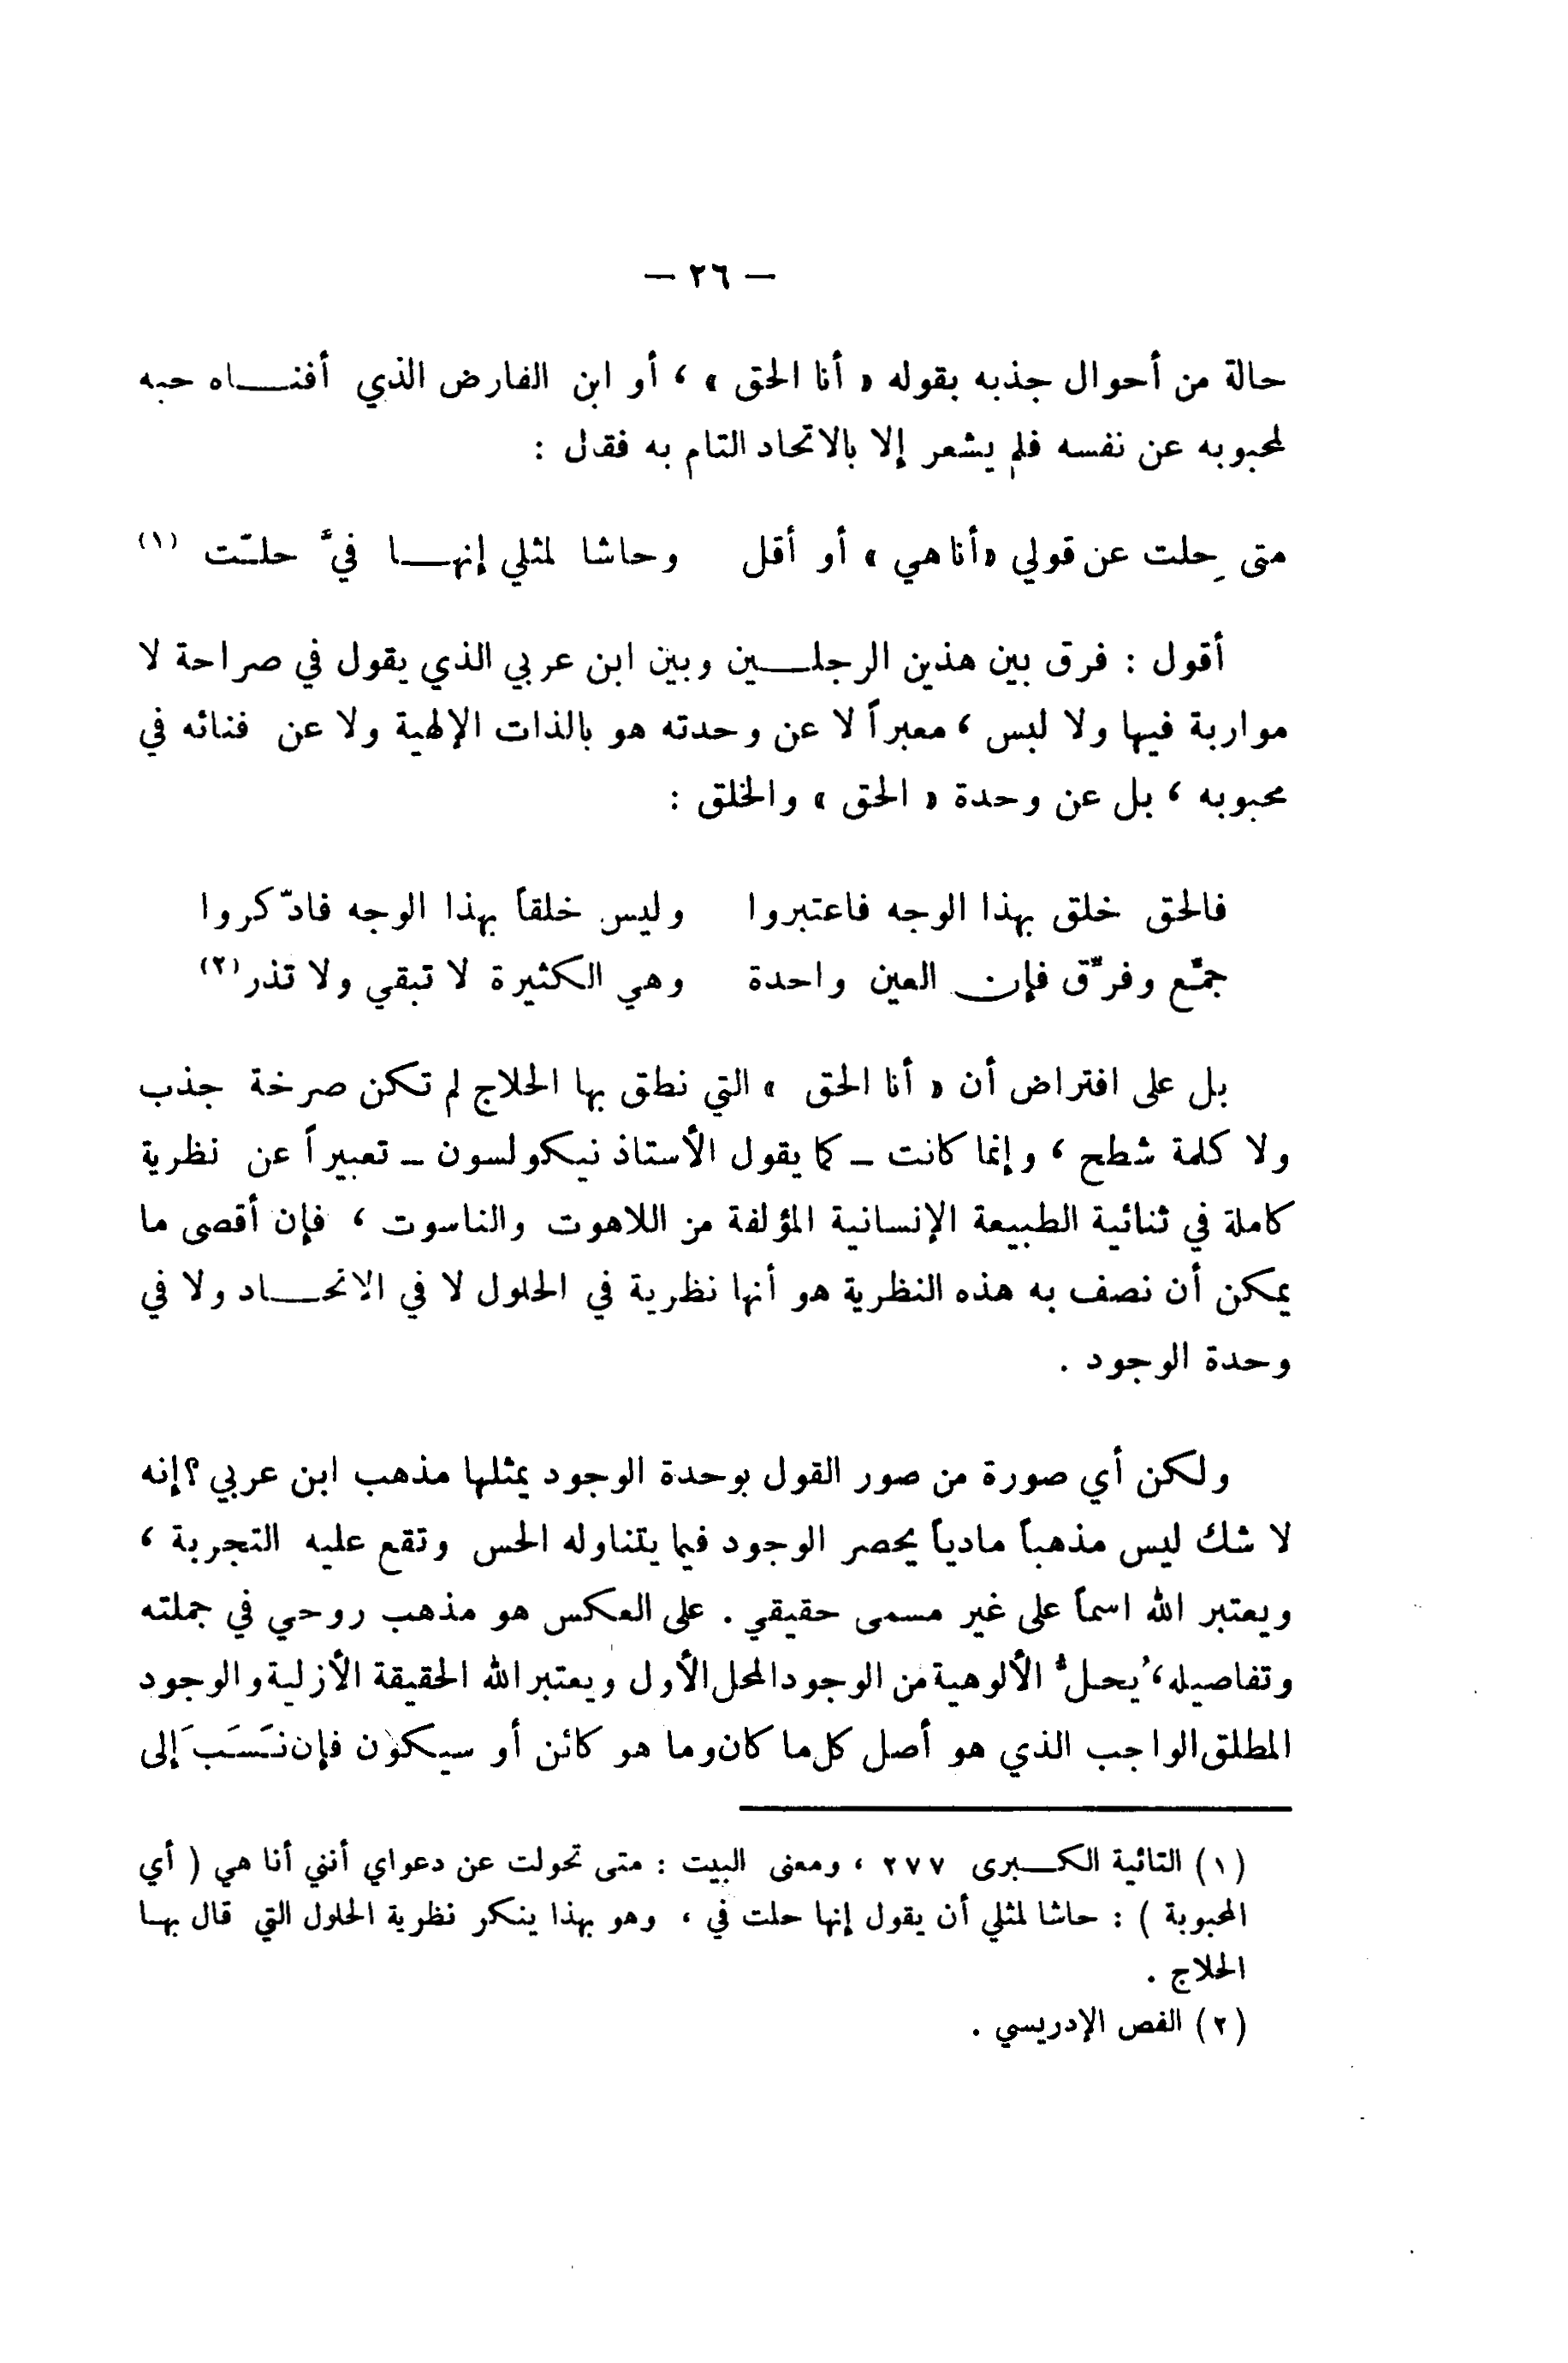 — ٢٦ —
حالة من أحوال جذبه بقوله « أنا الحق » ، أو ابن الفارض الذي أفنـــاه حبه
لمحبوبه عن نفسه فلم يشعر إلا بالاتحاد التام به فقال :
متى حِلت عن قولي «أنا هي » أو أقل وحاشا لمثلي إنهـــا فيَّ حلـّت (١)
أقول : فرق بين هذين الرجلـــين وبين ابن عربي الذي يقول في صراحة لا
مواربة فيها ولا لبس ، معبراً لا عن وحدته هو بالذات الإلهية ولا عن فنائه في
محبوبه ، بل عن وحدة « الحق » والخلق :
فالحق خلق بهذا الوجه فاعتبروا وليس خلقاً بهذا الوجه فادّكروا
جمّع وفرّق فإن العين واحدة وهي الكثيرة لا تبقي ولا تذر (٢)
بل على افتراض أن « أنا الحق » التي نطق بها الحلاج لم تكن صرخة جذب
ولا كلمة شطح ، وإنما كانت – كما يقول الأستاذ نيكولسون – تعبيراً عن نظرية
كاملة في ثنائية الطبيعة الإنسانية المؤلفة من اللاهوت والناسوت ، فإن أقصى ما
يمكن أن نصف به هذه النظرية هو أنها نظرية في الحلول لا في الاتحـــاد ولا في
وحدة الوجود .
ولكن أي صورة من صور القول بوحدة الوجود يمثلها مذهب ابن عربي ؟ إنه
لا شك ليس مذهباً مادياً يحصر الوجود فيما يتناوله الحس وتقع عليه التجربة ،
ويعتبر الله اسماً على غير مسمى حقيقي . على العكس هو مذهب روحي في جملته
وتفاصيله ، يُحلُّ الألوهية من الوجود المحل الأول ويعتبر الله الحقيقة الأزلية والوجود
المطلق الواجب الذي هو أصل كل ما كان وما هو كائن أو سيكون فإن نـَسَبَ إلى
(١) التائية الكـــبرى ٢٧٧ ، ومعنى البيت : متى تحولت عن دعواي أنني أنا هي ( أي
المحبوبة ) : حاشا لمثلي أن يقول إنها حلت في ، وهو بهذا ينكر نظرية الحلول التي قال بهـا
الحلاج .
(٢) الفص الإدريسي .